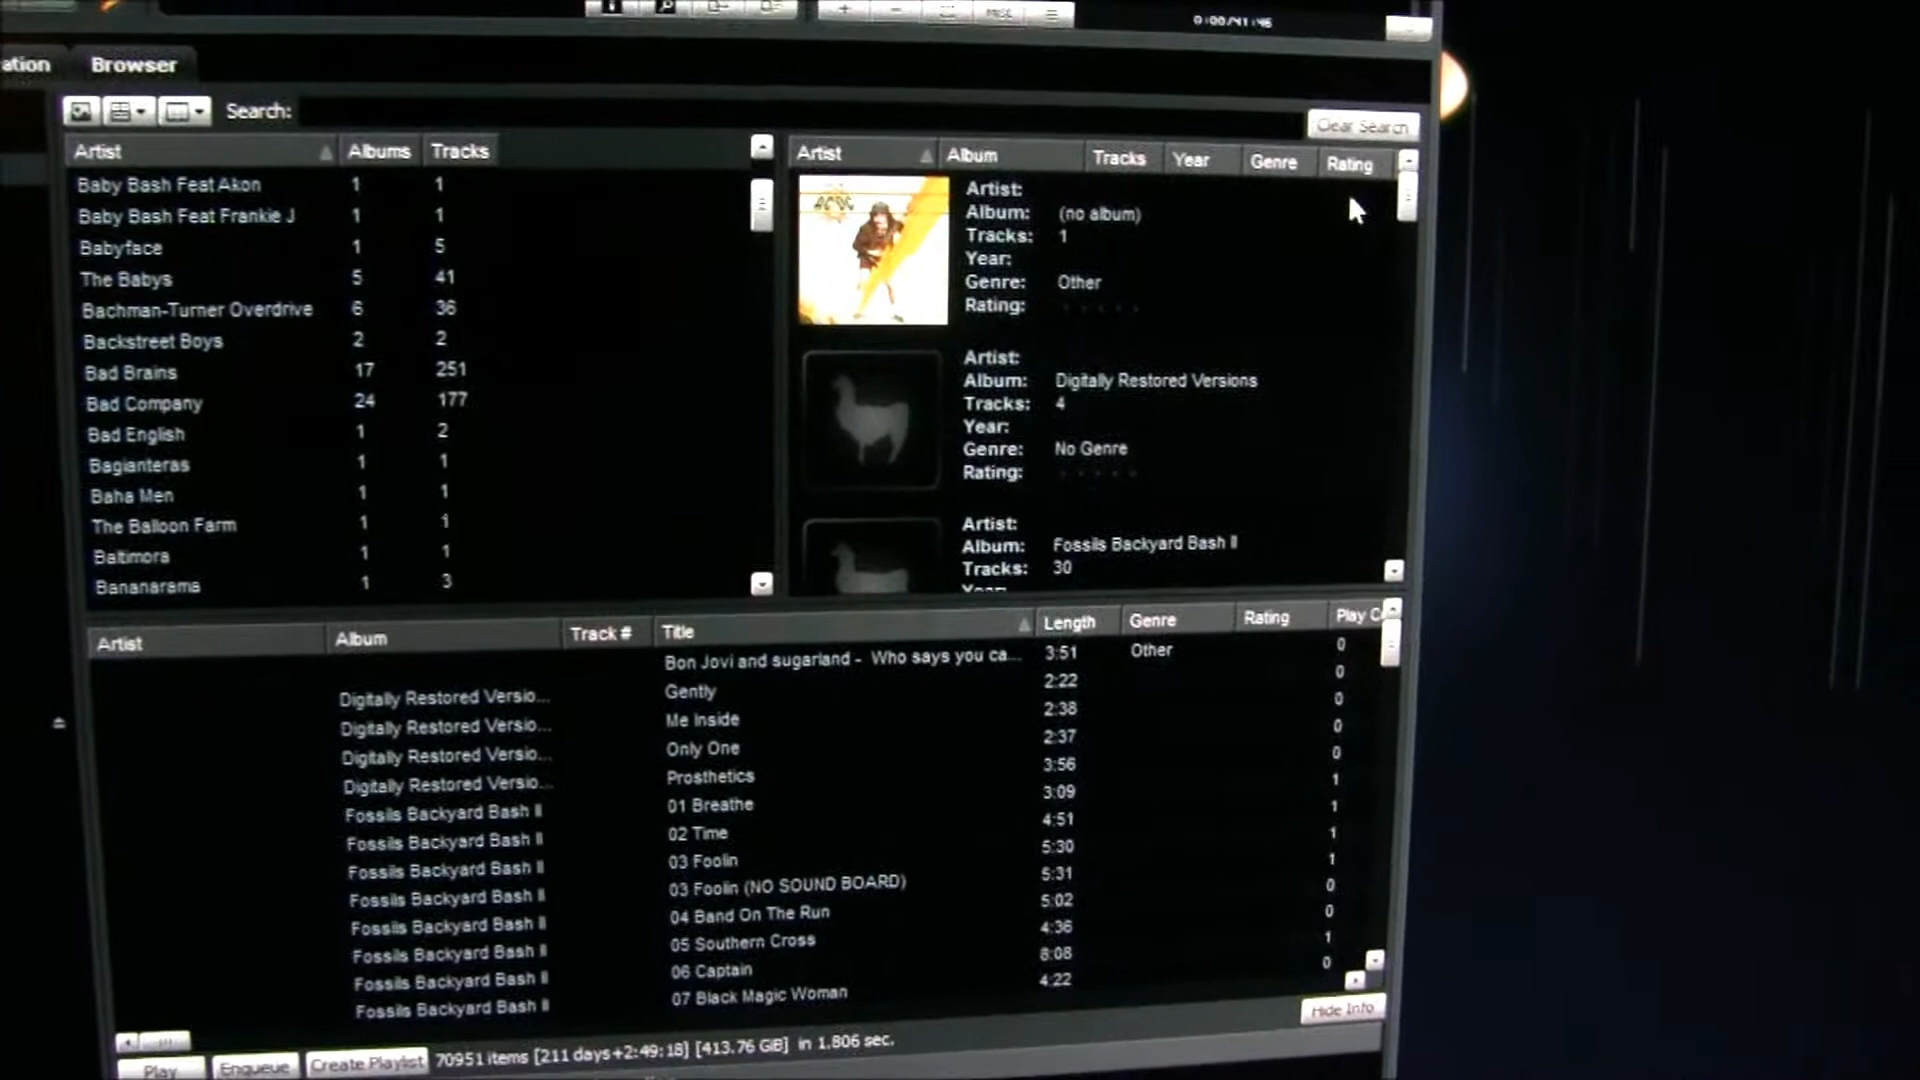 0:00/41:46
ation Browser
Search:
Clear Search
Artist Albums Tracks
Baby Bash Feat Akon 1 1
Baby Bash Feat Frankie J 1 1
Babyface 1 5
The Babys 5 41
Bachman-Turner Overdrive 6 36
Backstreet Boys 2 2
Bad Brains 17 251
Bad Company 24 177
Bad English 1 2
Bagianteras 1 1
Baha Men 1 1
The Balloon Farm 1 1
Baltimora 1 1
Bananarama 1 3
Artist Album Tracks Year Genre Rating
AC DC
Artist:
Album: (no album)
Tracks: 1
Year:
Genre: Other
Rating:
Artist:
Album: Digitally Restored Versions
Tracks: 4
Year:
Genre: No Genre
Rating:
Artist:
Album: Fossils Backyard Bash II
Tracks: 30
Year:
Artist Album Track # Title Length Genre Rating Play C
Bon Jovi and sugarland - Who says you ca... 3:51 Other 0
Digitally Restored Versio... Gently 2:22 0
Digitally Restored Versio... Me Inside 2:38 0
Digitally Restored Versio... Only One 2:37 0
Digitally Restored Versio... Prosthetics 3:56 0
Fossils Backyard Bash II 01 Breathe 3:09 1
Fossils Backyard Bash II 02 Time 4:51 1
Fossils Backyard Bash II 03 Foolin 5:30 1
Fossils Backyard Bash II 03 Foolin (NO SOUND BOARD) 5:31 1
Fossils Backyard Bash II 04 Band On The Run 5:02 0
Fossils Backyard Bash II 05 Southern Cross 4:36 0
Fossils Backyard Bash II 06 Captain 8:08 1
Fossils Backyard Bash II 07 Black Magic Woman 4:22 0
Hide Info
Play Enqueue Create Playlist 70951 items [211 days+2:49:18] [413.76 GiB] in 1.806 sec.